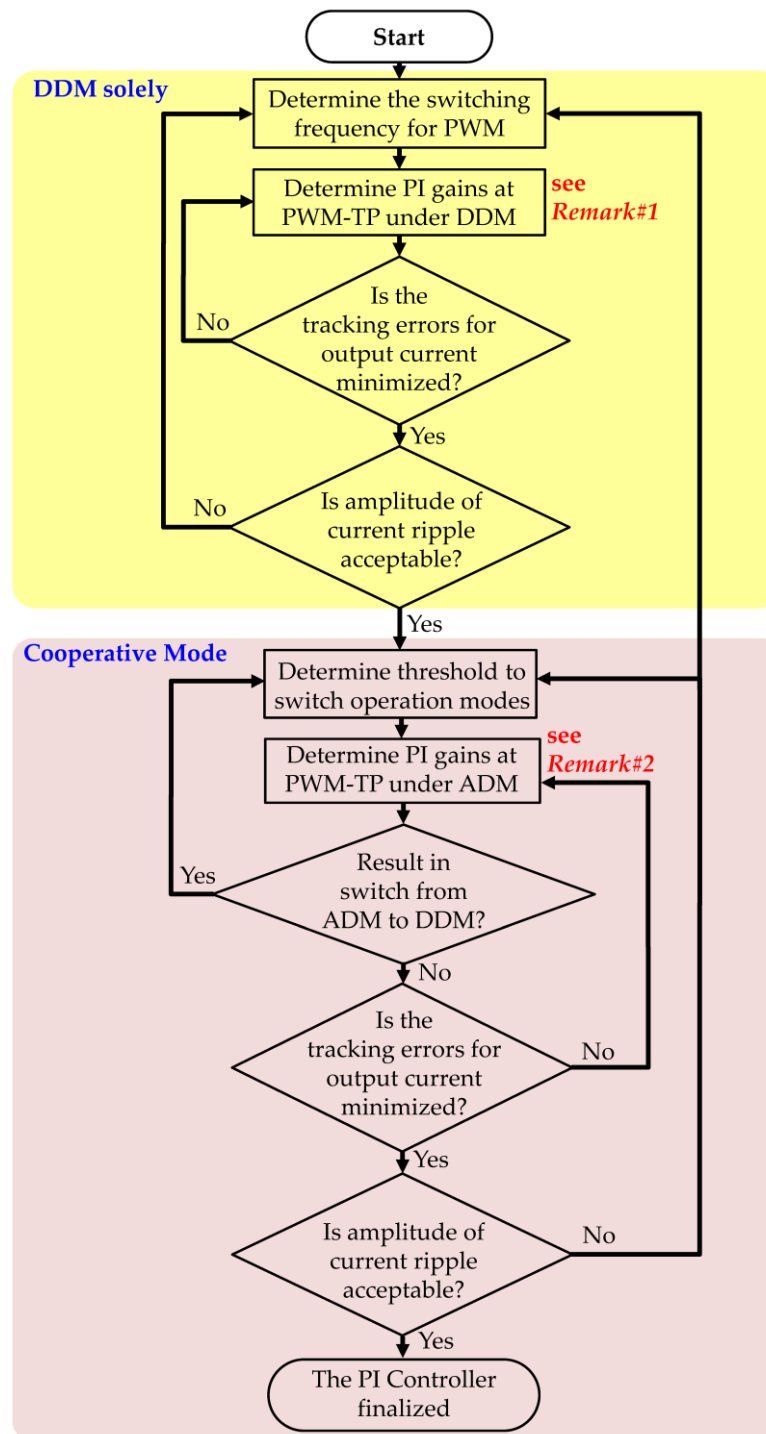 Start
DDM solely
Determine the switching
frequency for PWM
Determine PI gains at
PWM-TP under DDM
see
Remark#1
Is the
tracking errors for
output current
minimized?
No
Yes
Is amplitude of
current ripple
acceptable?
No
Yes
Cooperative Mode
Determine threshold to
switch operation modes
Determine PI gains at
PWM-TP under ADM
see
Remark#2
Result in
switch from
ADM to DDM?
Yes
No
Is the
tracking errors for
output current
minimized?
No
Yes
Is amplitude of
current ripple
acceptable?
No
Yes
The PI Controller
finalized